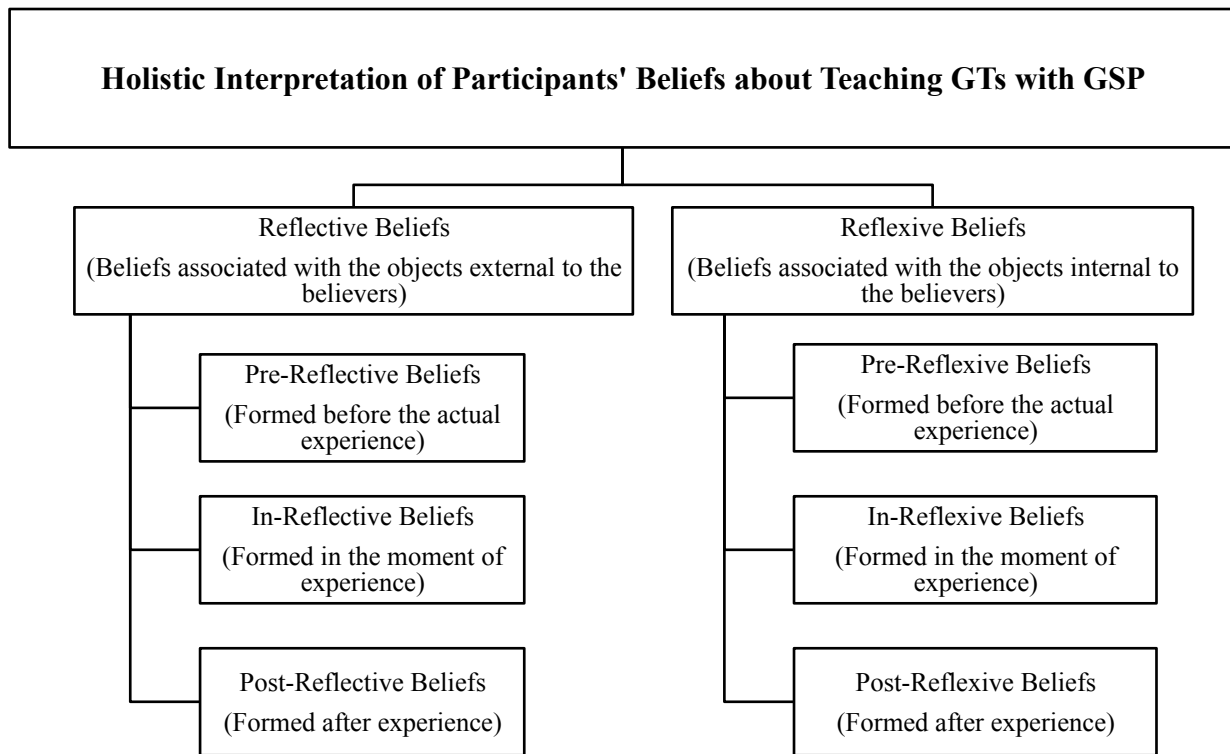 Holistic Interpretation of Participants' Beliefs about Teaching GTs with GSP
Reflective Beliefs
(Beliefs associated with the objects external to the
believers)
Pre-Reflective Beliefs
(Formed before the actual
experience)
In-Reflective Beliefs
(Formed in the moment of
experience)
Post-Reflective Beliefs
(Formed after experience)
Reflexive Beliefs
(Beliefs associated with the objects internal to
the believers)
Pre-Reflexive Beliefs
(Formed before the actual
experience)
In-Reflexive Beliefs
(Formed in the moment of
experience)
Post-Reflexive Beliefs
(Formed after experience)